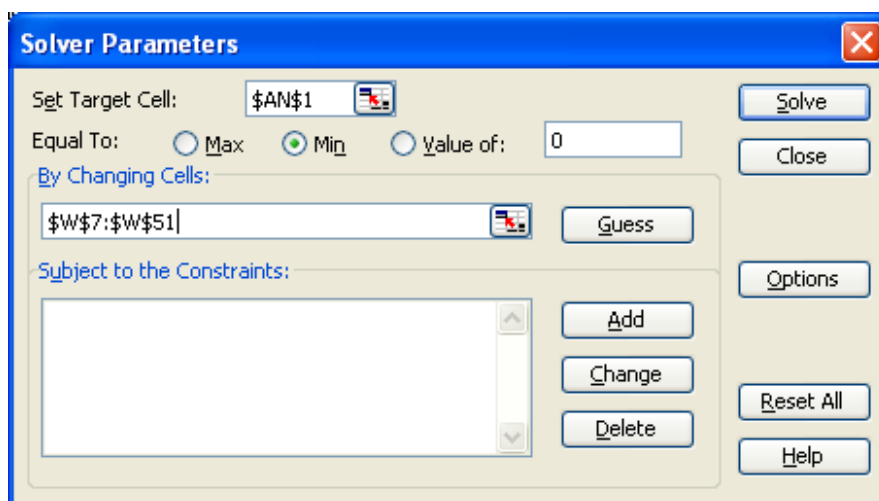 Solver Parameters
Set Target Cell: $AN$1 Solve
Equal To: Max Min Value of: 0 Close
By Changing Cells:
$W$7:$W$51 Guess
Subject to the Constraints: Options
Add
Change
Reset All
Delete
Help